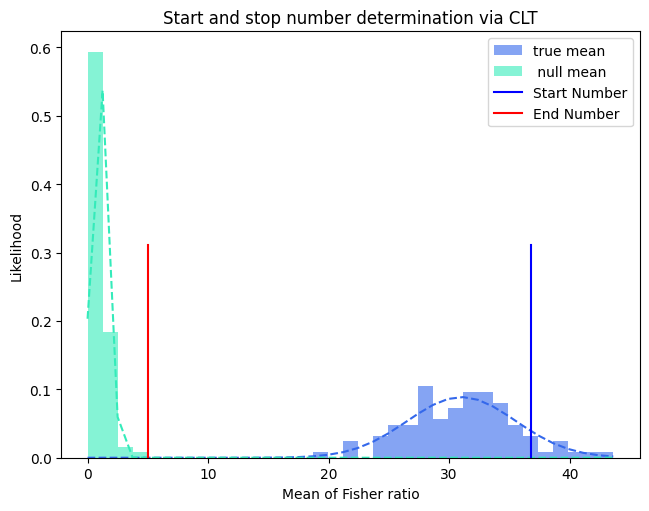 Start and stop number determination via CLT
true mean
null mean
Start Number
End Number
Likelihood
0.6
0.5
0.4
0.3
0.2
0.1
0.0
0
10
20
30
40
Mean of Fisher ratio